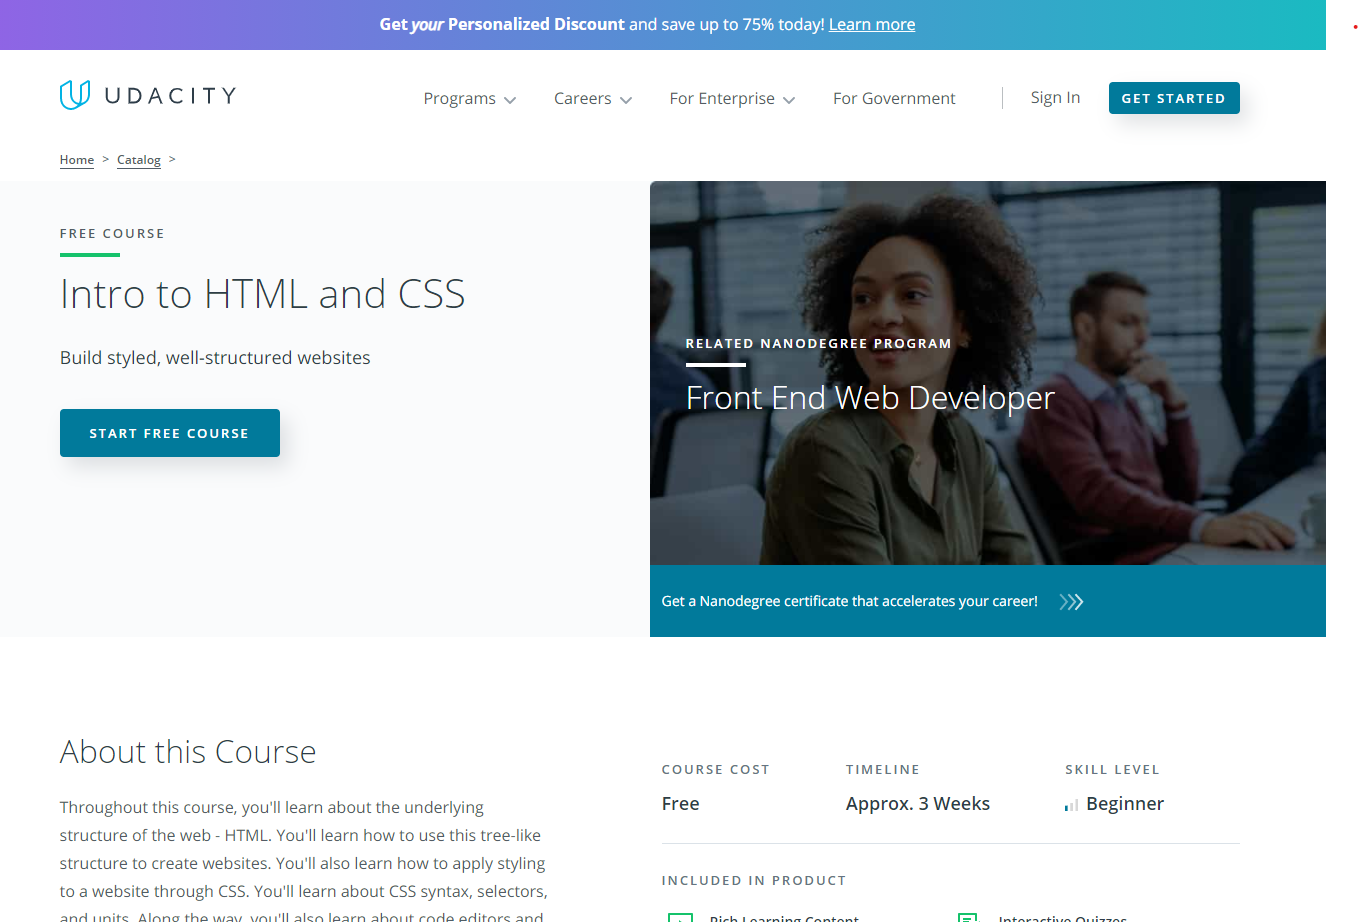 Get your Personalized Discount and save up to 75% today! Learn more
UDACITY
Programs
Careers
For Enterprise
For Government
Sign In
GET STARTED
Home > Catalog >
FREE COURSE
Intro to HTML and CSS
Build styled, well-structured websites
START FREE COURSE
RELATED NANODEGREE PROGRAM
Front End Web Developer
Get a Nanodegree certificate that accelerates your career!
About this Course
Throughout this course, you'll learn about the underlying
structure of the web - HTML. You'll learn how to use this tree-like
structure to create websites. You'll also learn how to apply styling
to a website through CSS. You'll learn about CSS syntax, selectors,
and units. Along the way, you'll also learn about code editors and
COURSE COST
Free
TIMELINE
Approx. 3 Weeks
SKILL LEVEL
Beginner
INCLUDED IN PRODUCT
Rich Learning Content
Interactive Quizzes